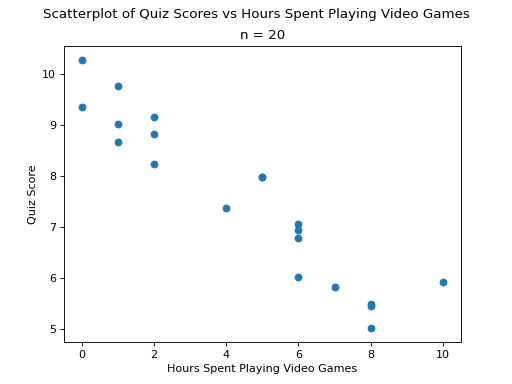 Scatterplot of Quiz Scores vs Hours Spent Playing Video Games
n = 20
10
9
8
7
6
5
Quiz Score
0 2 4 6 8 10
Hours Spent Playing Video Games